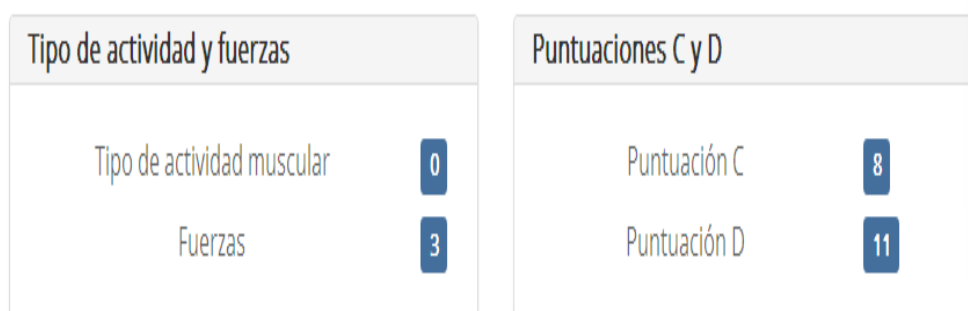 Tipo de actividad y fuerzas
Tipo de actividad muscular 0
Fuerzas 3
Puntuaciones C y D
Puntuación C 8
Puntuación D 11